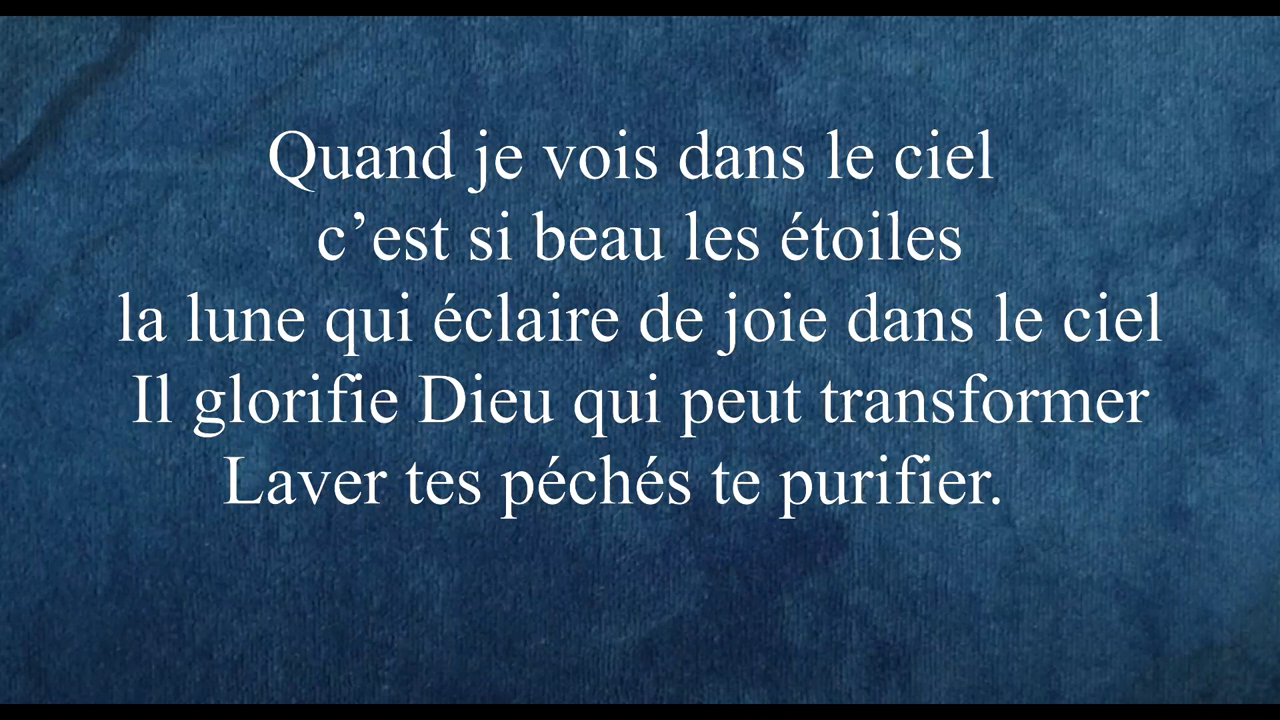 Quand je vois dans le ciel
c’est si beau les étoiles
la lune qui éclaire de joie dans le ciel
Il glorifie Dieu qui peut transformer
Laver tes péchés te purifier.